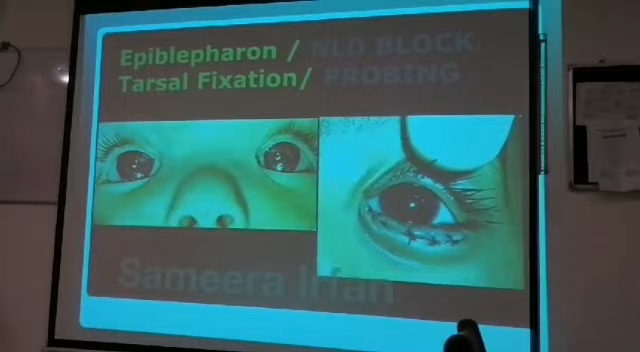 Epiblepharon / NLD BLOCK.
Tarsal Fixation/ PROBING
Sameera Irfan